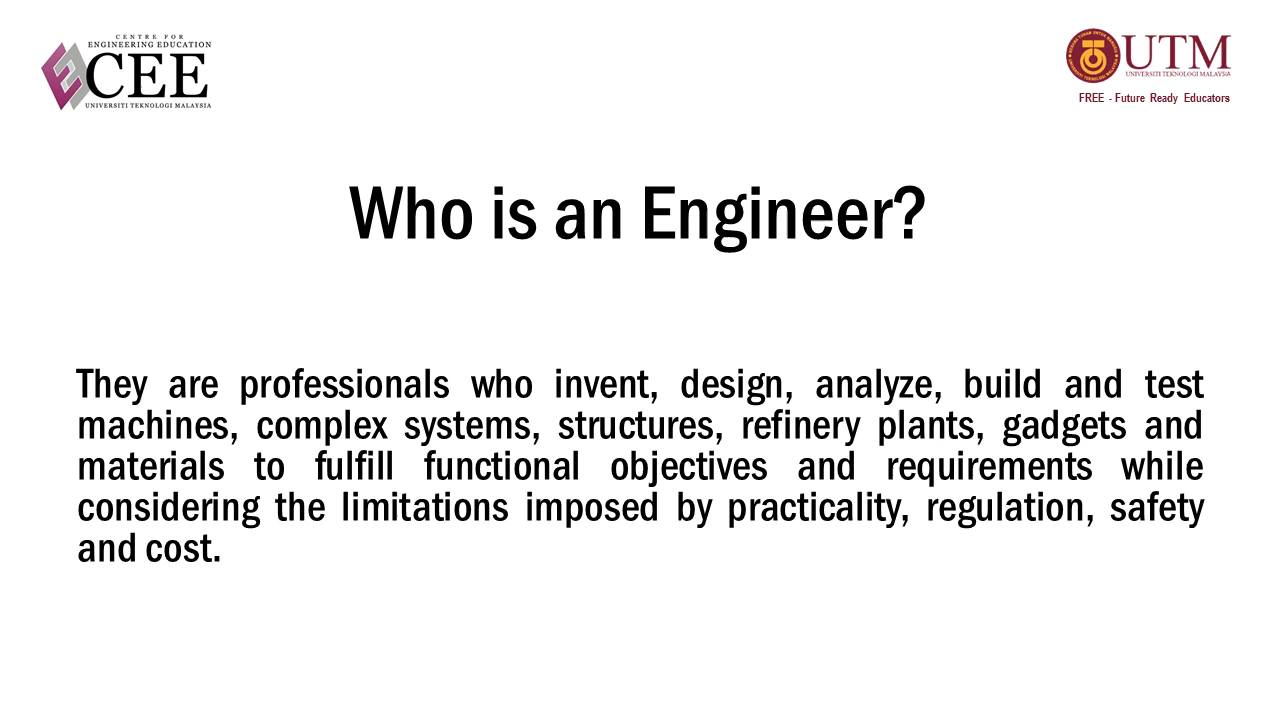 CENTRE FOR
ENGINEERING EDUCATION
CEE
UNIVERSITI TEKNOLOGI MALAYSIA
UTM
UNIVERSITI TEKNOLOGI MALAYSIA
FREE - Future Ready Educators
Who is an Engineer?
They are professionals who invent, design, analyze, build and test
machines, complex systems, structures, refinery plants, gadgets and
materials to fulfill functional objectives and requirements while
considering the limitations imposed by practicality, regulation, safety
and cost.